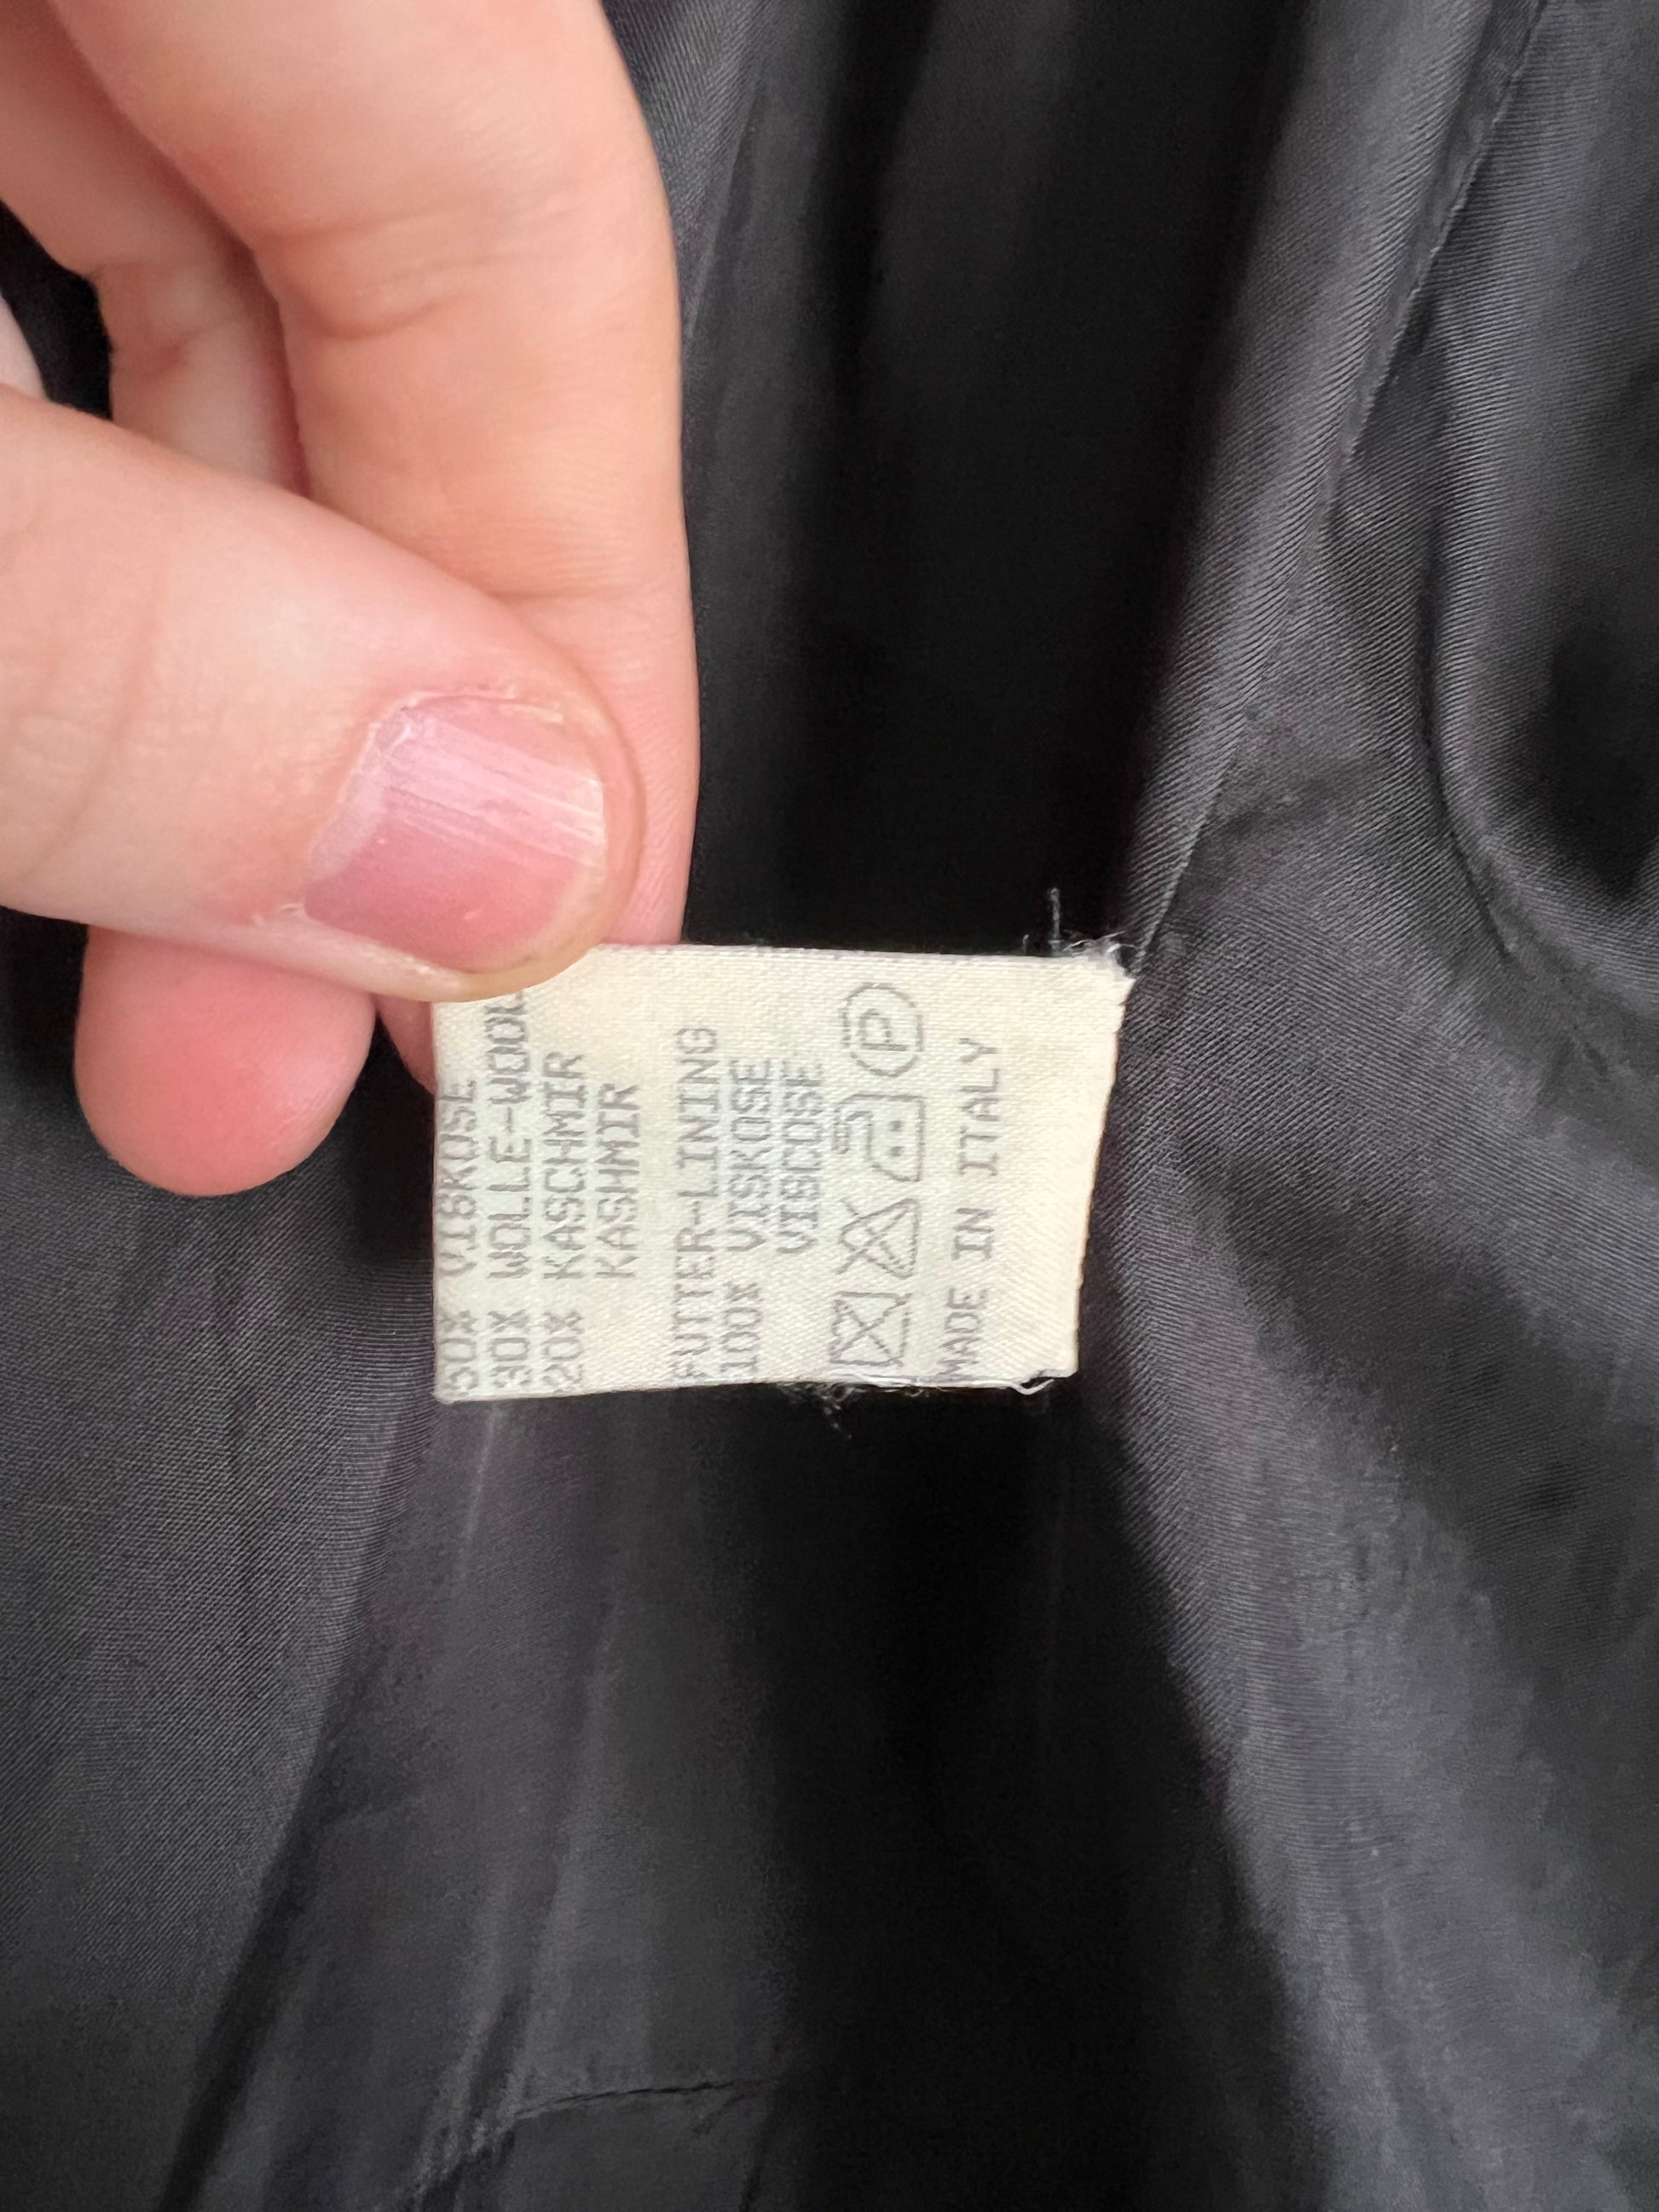 50% VISKOSE
30% WOLLE-WOOL
20% KASCHMIR
KASHMIR
FUTTER-LINING
100% VISKOSE
VISCOSE
P
MADE IN ITALY